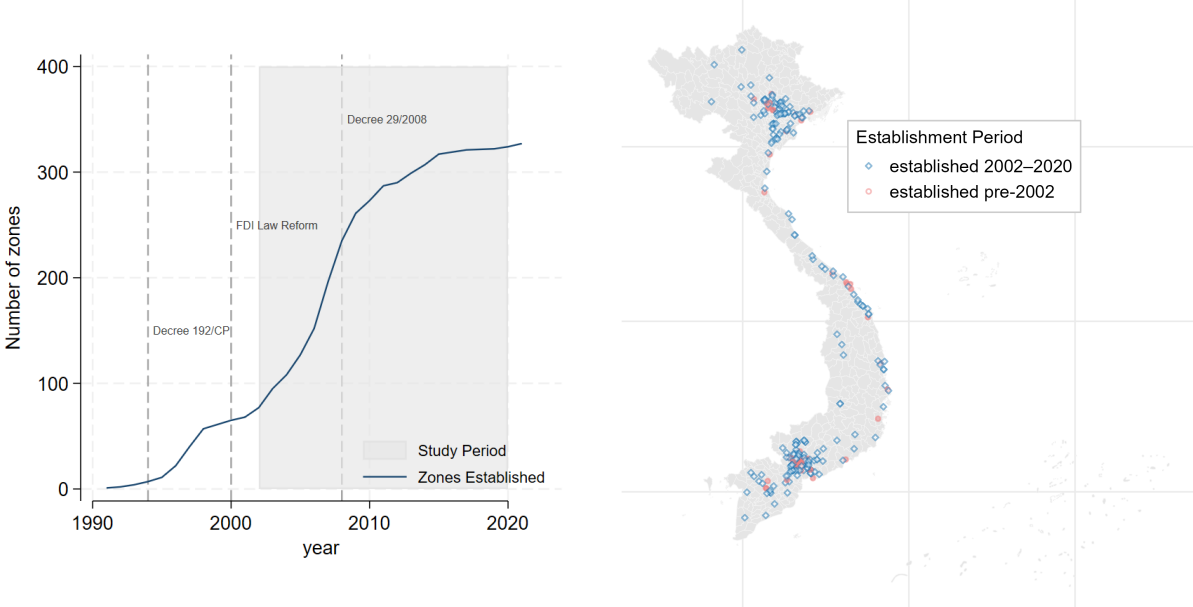 400
300
200
100
0
Number of zones
Decree 29/2008
FDI Law Reform
Decree 192/CP
Study Period
Zones Established
1990
2000
2010
2020
year
Establishment Period
established 2002–2020
established pre-2002